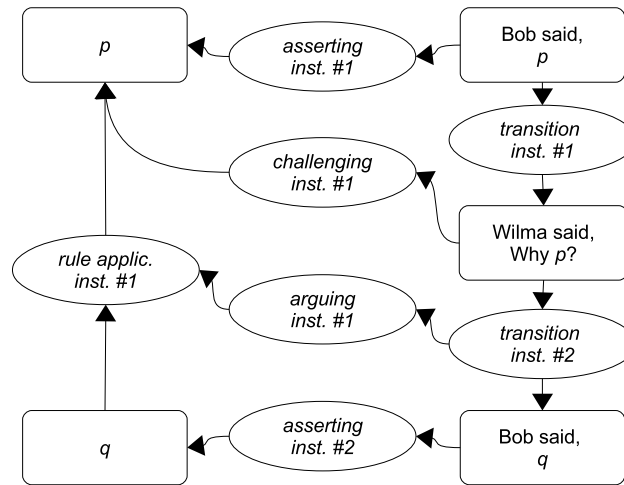 p
asserting
inst. #1
Bob said,
p
transition
inst. #1
challenging
inst. #1
Wilma said,
Why p?
rule applic.
inst. #1
arguing
inst. #1
transition
inst. #2
q
asserting
inst. #2
Bob said,
q